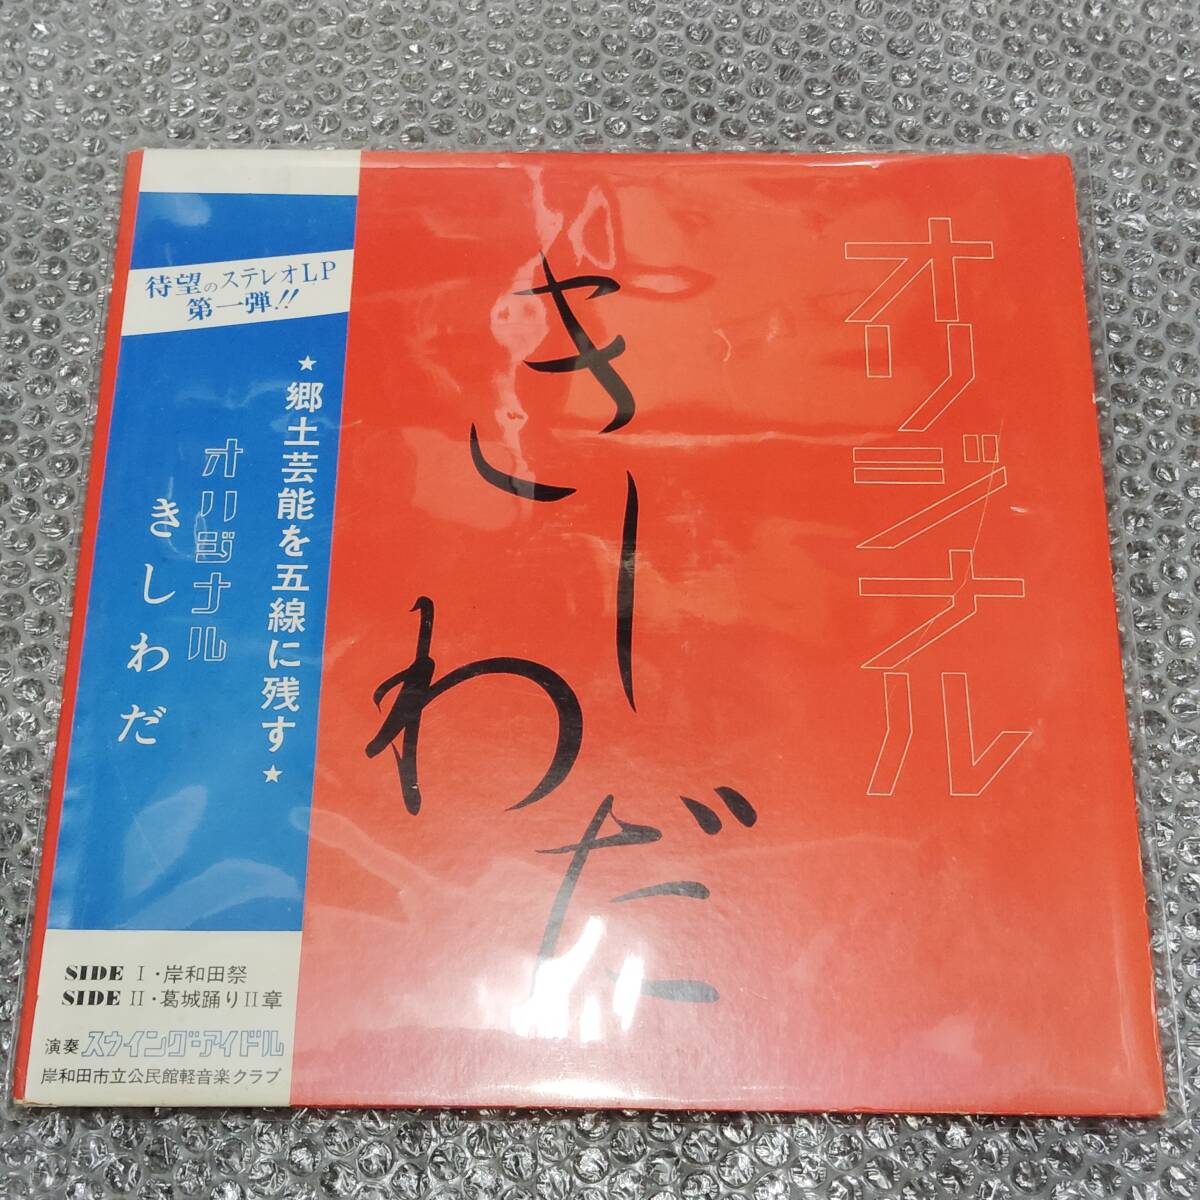 オリジナル
きしわだ
待望のステレオLP
第一弾!!
★郷土芸能を五線に残す★
オリジナル
きしわだ
SIDE I・岸和田祭
SIDE II・葛城踊りII章
演奏 スウイング・アイドル
岸和田市立公民館軽音楽クラブ